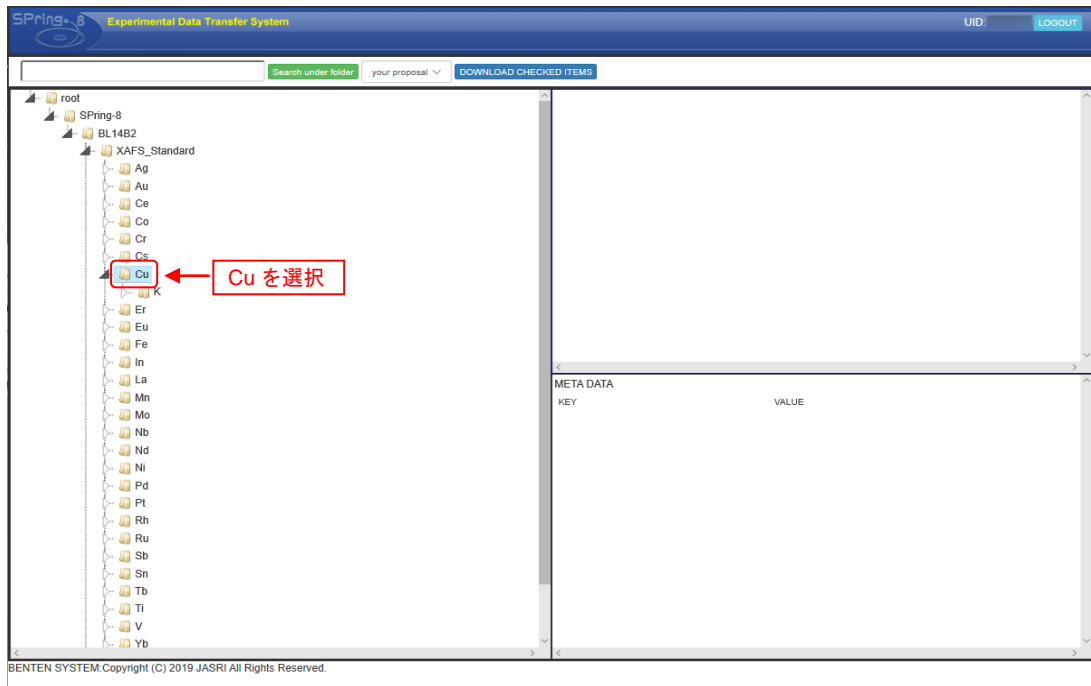 SPring-8 Experimental Data Transfer System UID: LOGOUT
Search under folder your proposal DOWNLOAD CHECKED ITEMS
root
SPring-8
BL14B2
XAFS_Standard
Ag
Au
Ce
Co
Cr
Cs
Cu
Cu を選択
K
Er
Eu
Fe
In
La
Mn
Mo
Nb
Nd
Ni
Pd
Pt
Rh
Ru
Sb
Sn
Tb
Ti
V
Yb
META DATA
KEY VALUE
BENTEN SYSTEM:Copyright (C) 2019 JASRI All Rights Reserved.